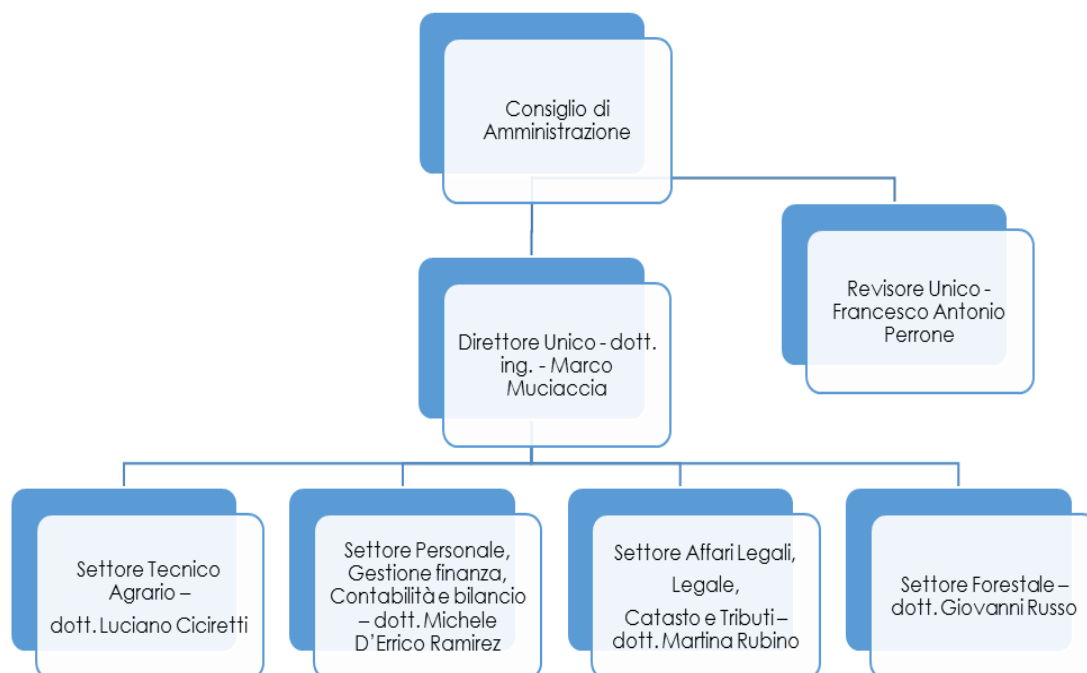 Consiglio di
Amministrazione
Revisore Unico -
Francesco Antonio
Perrone
Direttore Unico - dott.
ing. - Marco
Muciaccia
Settore Tecnico
Agrario –
dott. Luciano Ciciretti
Settore Personale,
Gestione finanza,
Contabilità e bilancio
– dott. Michele
D'Errico Ramirez
Settore Affari Legali,
Legale,
Catasto e Tributi –
dott. Martina Rubino
Settore Forestale –
dott. Giovanni Russo